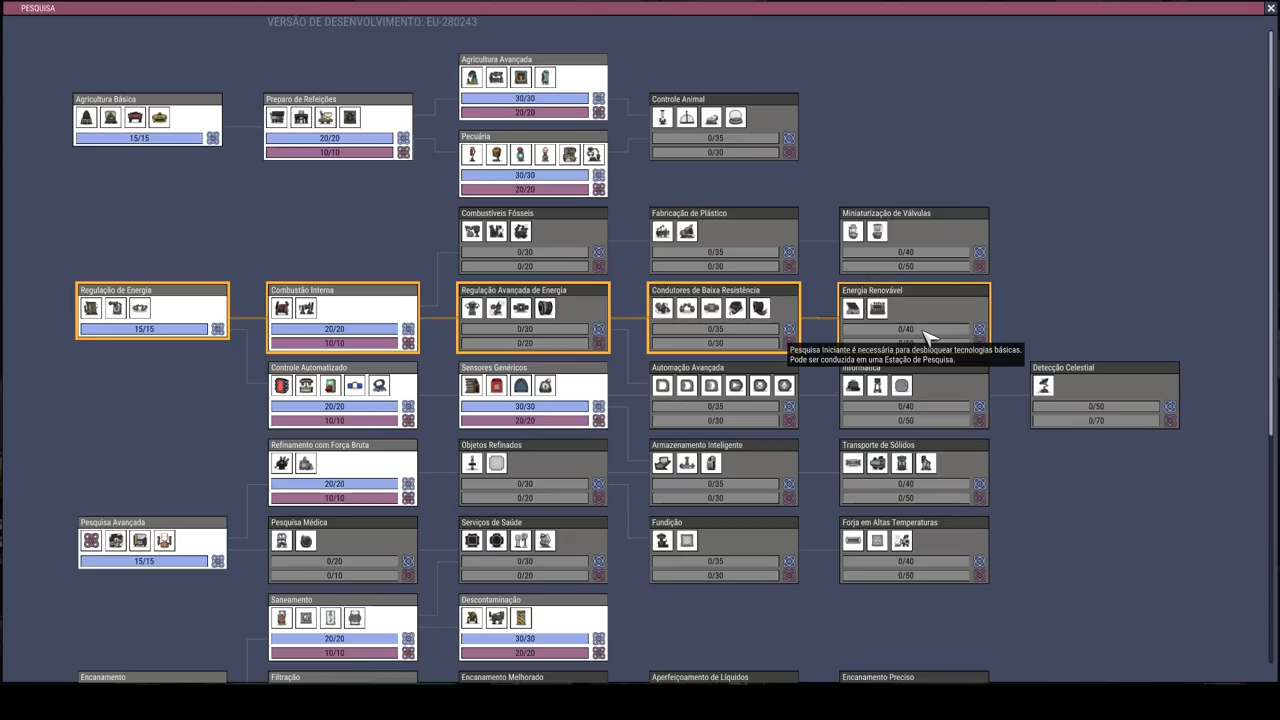 PESQUISA
VERSÃO DE DESENVOLVIMENTO: EU-280243
Agricultura Avançada
30/30
20/20
Agricultura Básica
15/15
Preparo de Refeições
20/20
10/10
Controle Animal
0/35
0/30
Pecuária
30/30
20/20
Combustíveis Fósseis
0/30
0/20
Fabricação de Plástico
0/35
0/30
Miniaturização de Válvulas
0/40
0/50
Regulação de Energia
15/15
Combustão Interna
20/20
10/10
Regulação Avançada de Energia
0/30
0/20
Condutores de Baixa Resistência
0/35
0/30
Energia Renovável
0/40
Pesquisa Iniciante é necessária para desbloquear tecnologias básicas.
Pode ser conduzida em uma Estação de Pesquisa.
Controle Automatizado
20/20
10/10
Sensores Genéricos
30/30
20/20
Automação Avançada
0/35
0/30
Informática
0/40
0/50
Detecção Celestial
0/50
0/70
Refinamento com Força Bruta
20/20
10/10
Objetos Refinados
0/30
0/20
Armazenamento Inteligente
0/35
0/30
Transporte de Sólidos
0/40
0/50
Pesquisa Avançada
15/15
Pesquisa Médica
0/20
0/10
Serviços de Saúde
0/30
0/20
Fundição
0/35
0/30
Forja em Altas Temperaturas
0/40
0/50
Saneamento
20/20
10/10
Descontaminação
30/30
20/20
Encanamento
Filtração
Encanamento Melhorado
Aperfeiçoamento de Líquidos
Encanamento Preciso